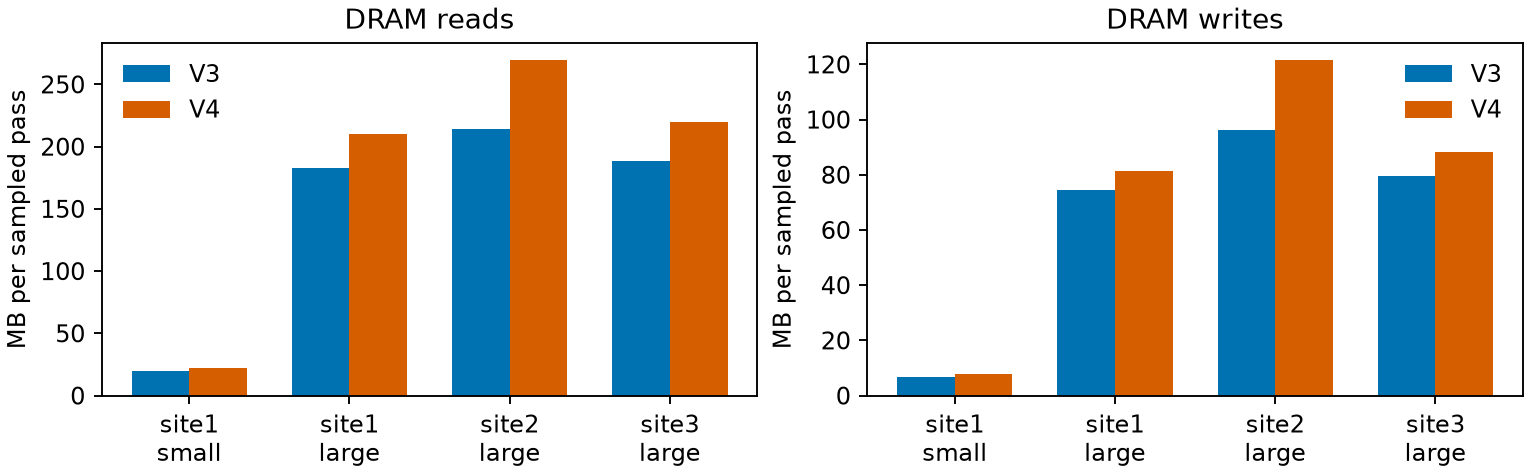 DRAM reads
MB per sampled pass
250
200
150
100
50
0
V3
V4
site1
small
site1
large
site2
large
site3
large
DRAM writes
MB per sampled pass
120
100
80
60
40
20
0
V3
V4
site1
small
site1
large
site2
large
site3
large